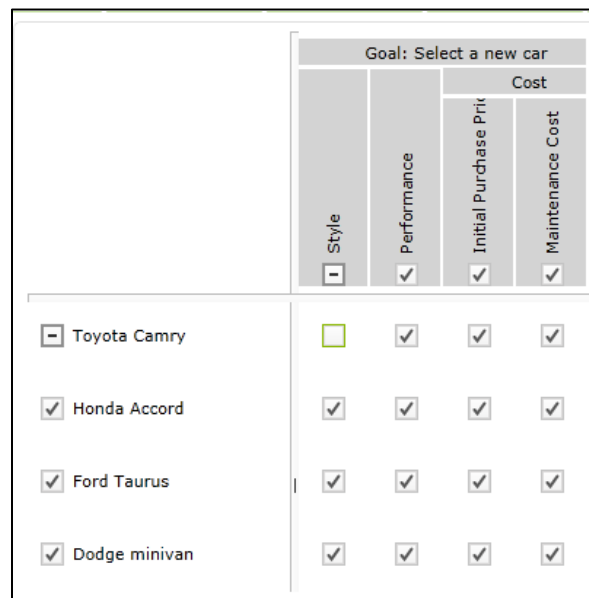 Goal: Select a new car
Cost
Style
Performance
Initial Purchase Pric
Maintenance Cost
Toyota Camry
Honda Accord
Ford Taurus
Dodge minivan